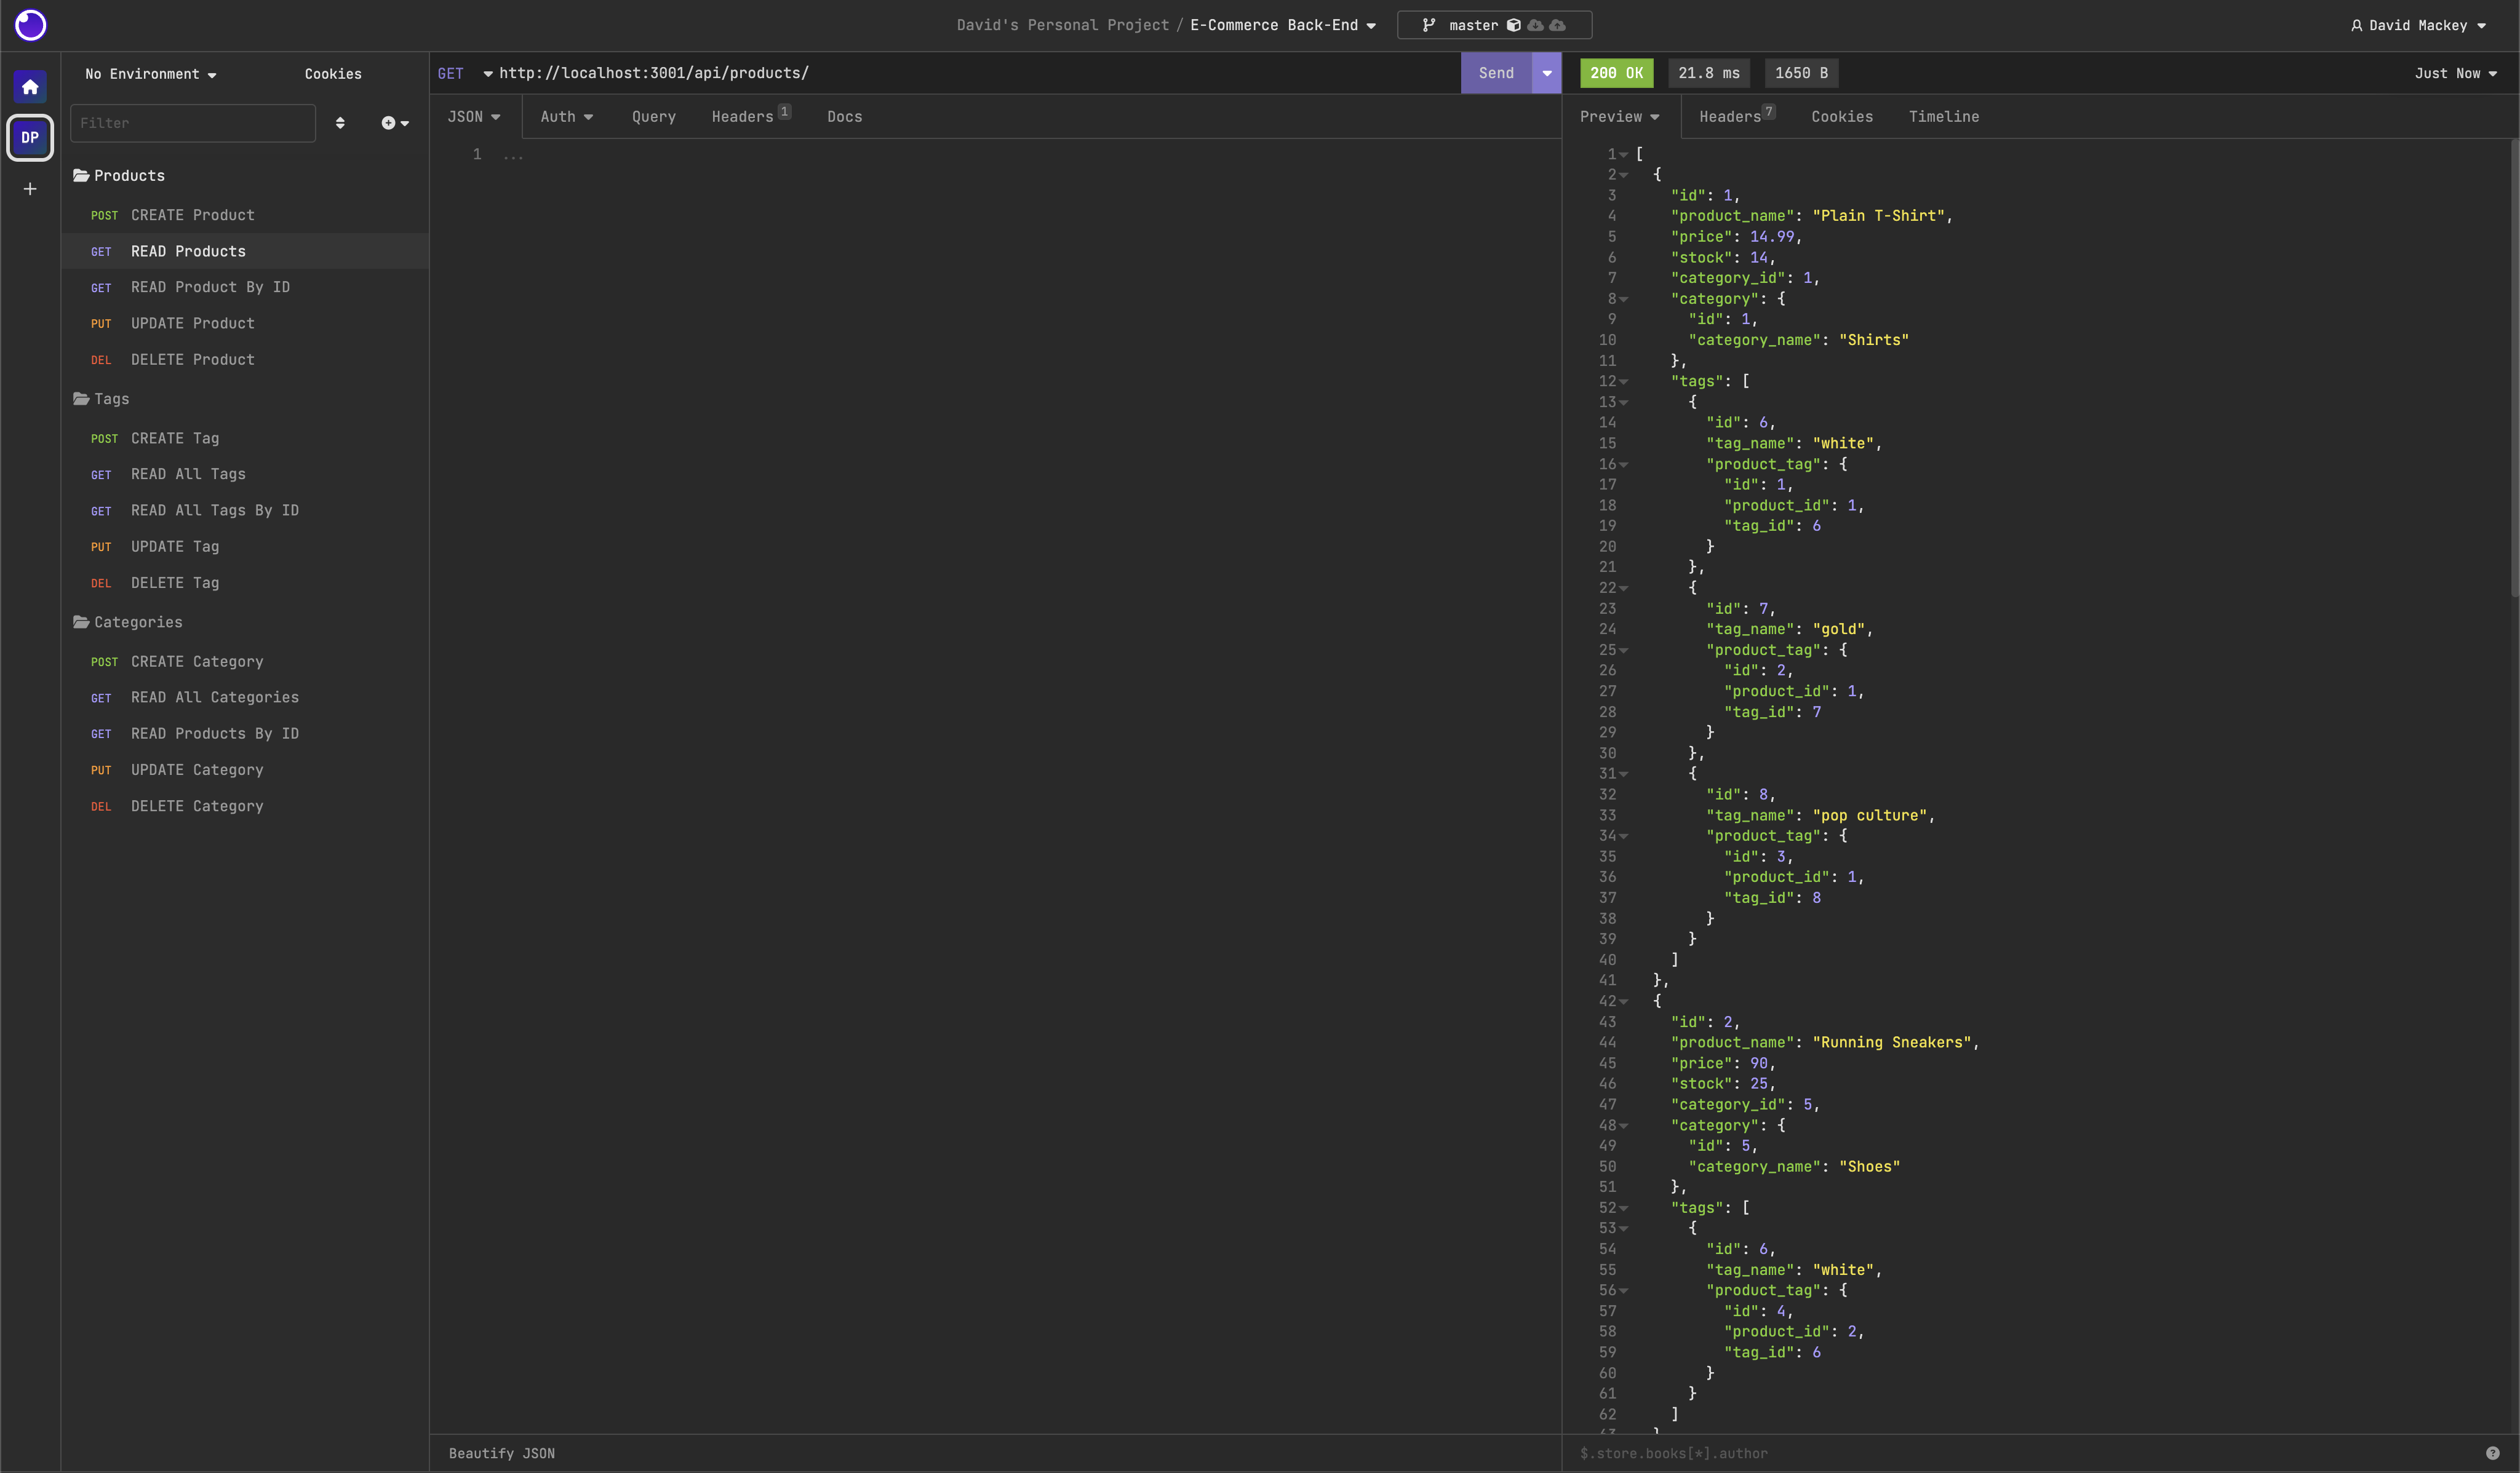 David's Personal Project / E-Commerce Back-End
master
David Mackey
DP
No Environment
Cookies
Filter
Products
POST CREATE Product
GET READ Products
GET READ Product By ID
PUT UPDATE Product
DEL DELETE Product
Tags
POST CREATE Tag
GET READ All Tags
GET READ All Tags By ID
PUT UPDATE Tag
DEL DELETE Tag
Categories
POST CREATE Category
GET READ All Categories
GET READ Products By ID
PUT UPDATE Category
DEL DELETE Category
GET http://localhost:3001/api/products/
Send
JSON Auth Query Headers 1 Docs
1 ...
Beautify JSON
200 OK 21.8 ms 1650 B
Just Now
Preview Headers 7 Cookies Timeline
1 [
2 {
3 "id": 1,
4 "product_name": "Plain T-Shirt",
5 "price": 14.99,
6 "stock": 14,
7 "category_id": 1,
8 "category": {
9 "id": 1,
10 "category_name": "Shirts"
11 },
12 "tags": [
13 {
14 "id": 6,
15 "tag_name": "white",
16 "product_tag": {
17 "id": 1,
18 "product_id": 1,
19 "tag_id": 6
20 }
21 },
22 {
23 "id": 7,
24 "tag_name": "gold",
25 "product_tag": {
26 "id": 2,
27 "product_id": 1,
28 "tag_id": 7
29 }
30 },
31 {
32 "id": 8,
33 "tag_name": "pop culture",
34 "product_tag": {
35 "id": 3,
36 "product_id": 1,
37 "tag_id": 8
38 }
39 }
40 ]
41 },
42 {
43 "id": 2,
44 "product_name": "Running Sneakers",
45 "price": 90,
46 "stock": 25,
47 "category_id": 5,
48 "category": {
49 "id": 5,
50 "category_name": "Shoes"
51 },
52 "tags": [
53 {
54 "id": 6,
55 "tag_name": "white",
56 "product_tag": {
57 "id": 4,
58 "product_id": 2,
59 "tag_id": 6
60 }
61 }
62 ]
$.store.books[*].author